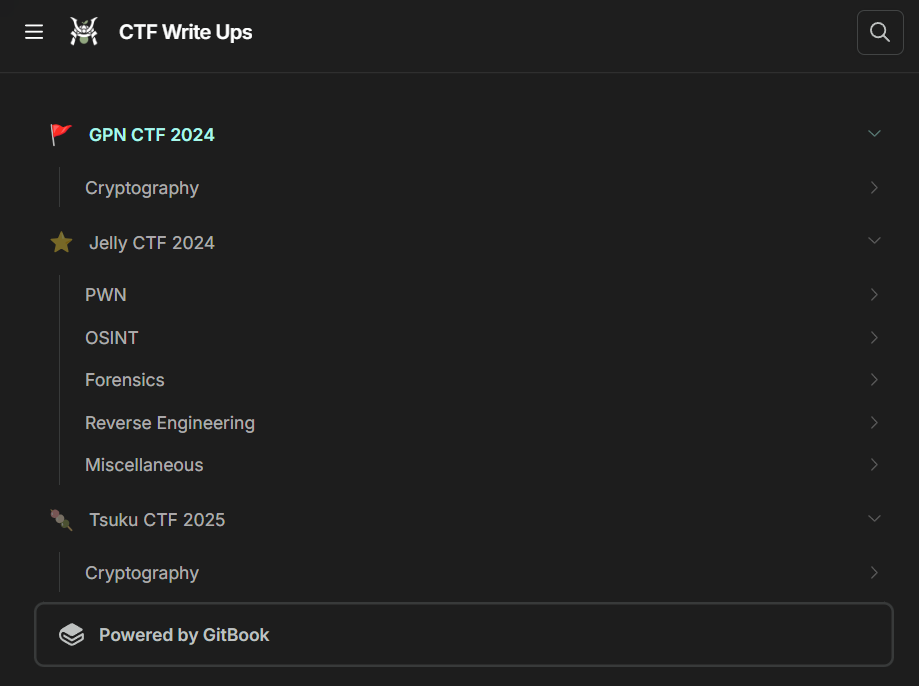 CTF Write Ups
GPN CTF 2024
Cryptography
Jelly CTF 2024
PWN
OSINT
Forensics
Reverse Engineering
Miscellaneous
Tsuku CTF 2025
Cryptography
Powered by GitBook